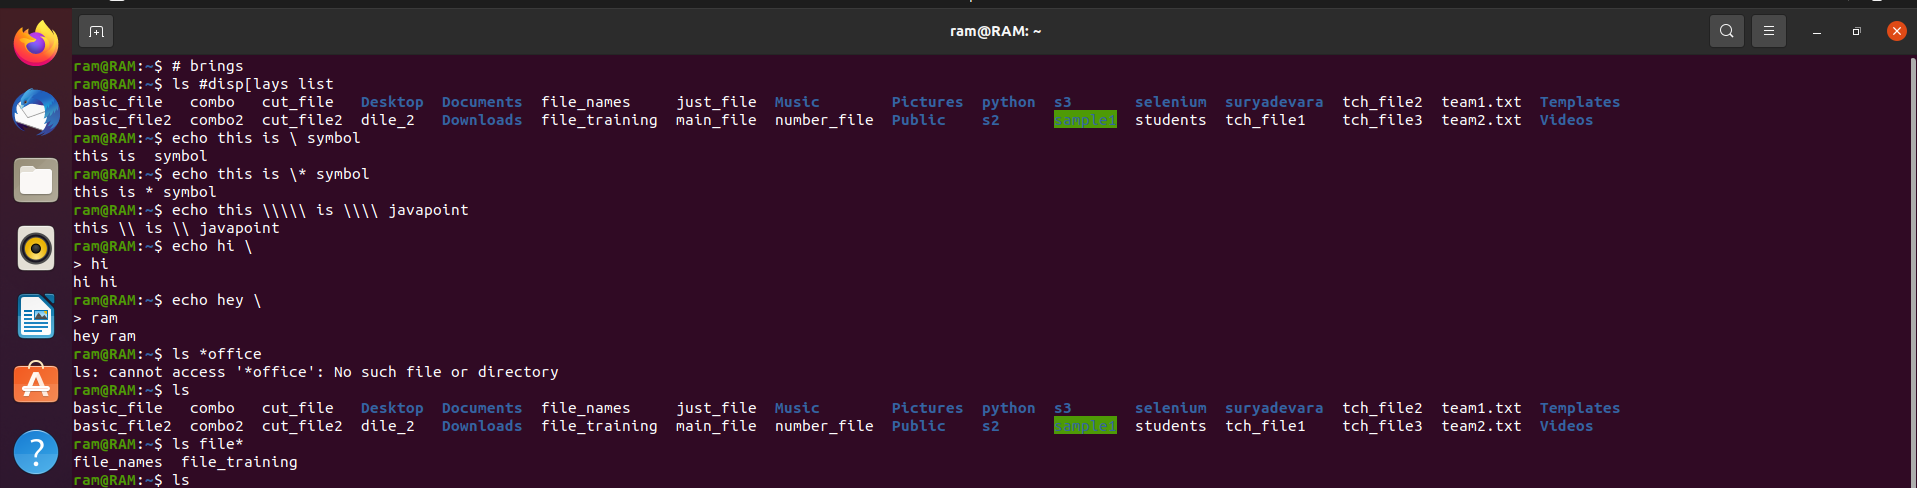 ram@RAM: ~
ram@RAM:~$ # brings
ram@RAM:~$ ls #disp[lays list
basic_file   combo   cut_file   Desktop  Documents  file_names     just_file  Music        Pictures  python  s3       selenium  suryadevara  tch_file2  team1.txt  Templates
basic_file2  combo2  cut_file2  dile_2   Downloads  file_training  main_file  number_file  Public    s2      sample1  students  tch_file1    tch_file3  team2.txt  Videos
ram@RAM:~$ echo this is \ symbol
this is  symbol
ram@RAM:~$ echo this is \* symbol
this is * symbol
ram@RAM:~$ echo this \\\\\ is \\\\ javapoint
this \\ is \\ javapoint
ram@RAM:~$ echo hi \
> hi
hi hi
ram@RAM:~$ echo hey \
> ram
hey ram
ram@RAM:~$ ls *office
ls: cannot access '*office': No such file or directory
ram@RAM:~$ ls
basic_file   combo   cut_file   Desktop  Documents  file_names     just_file  Music        Pictures  python  s3       selenium  suryadevara  tch_file2  team1.txt  Templates
basic_file2  combo2  cut_file2  dile_2   Downloads  file_training  main_file  number_file  Public    s2      sample1  students  tch_file1    tch_file3  team2.txt  Videos
ram@RAM:~$ ls file*
file_names  file_training
ram@RAM:~$ ls